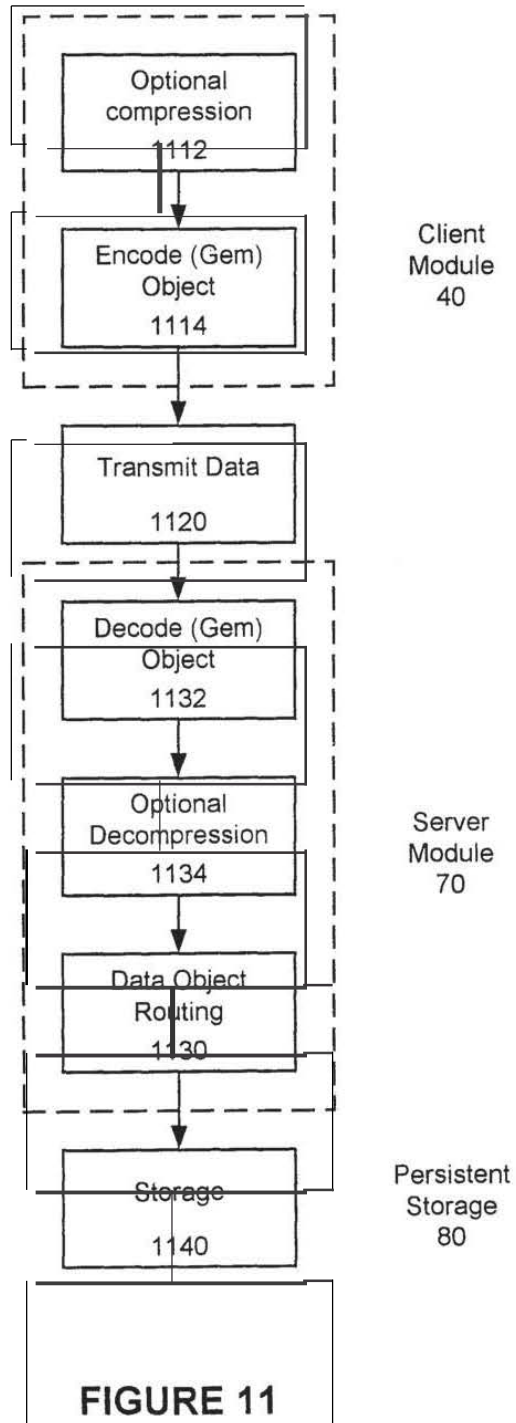 Optional
compression
1112
Encode (Gem)
Object
1114
Client
Module
40
Transmit Data
1120
Decode (Gem)
Object
1132
Optional
Decompression
1134
Server
Module
70
Data Object
Routing
1130
Storage
1140
Persistent
Storage
80
FIGURE 11